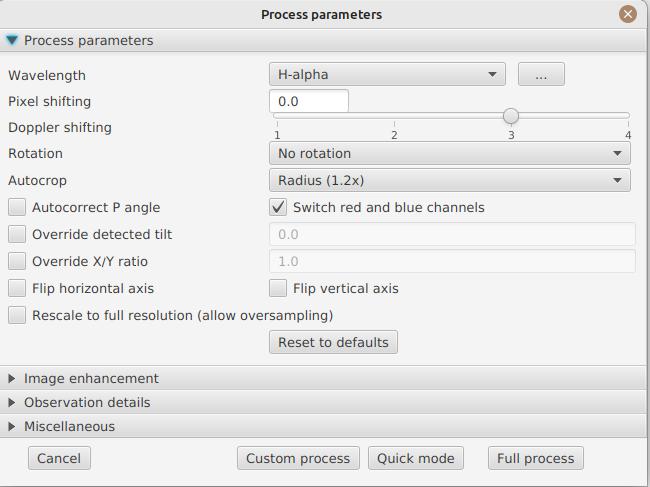 Process parameters
Process parameters
Wavelength H-alpha ...
Pixel shifting 0.0
Doppler shifting 1 2 3 4
Rotation No rotation
Autocrop Radius (1.2x)
Autocorrect P angle Switch red and blue channels
Override detected tilt 0.0
Override X/Y ratio 1.0
Flip horizontal axis Flip vertical axis
Rescale to full resolution (allow oversampling)
Reset to defaults
Image enhancement
Observation details
Miscellaneous
Cancel Custom process Quick mode Full process